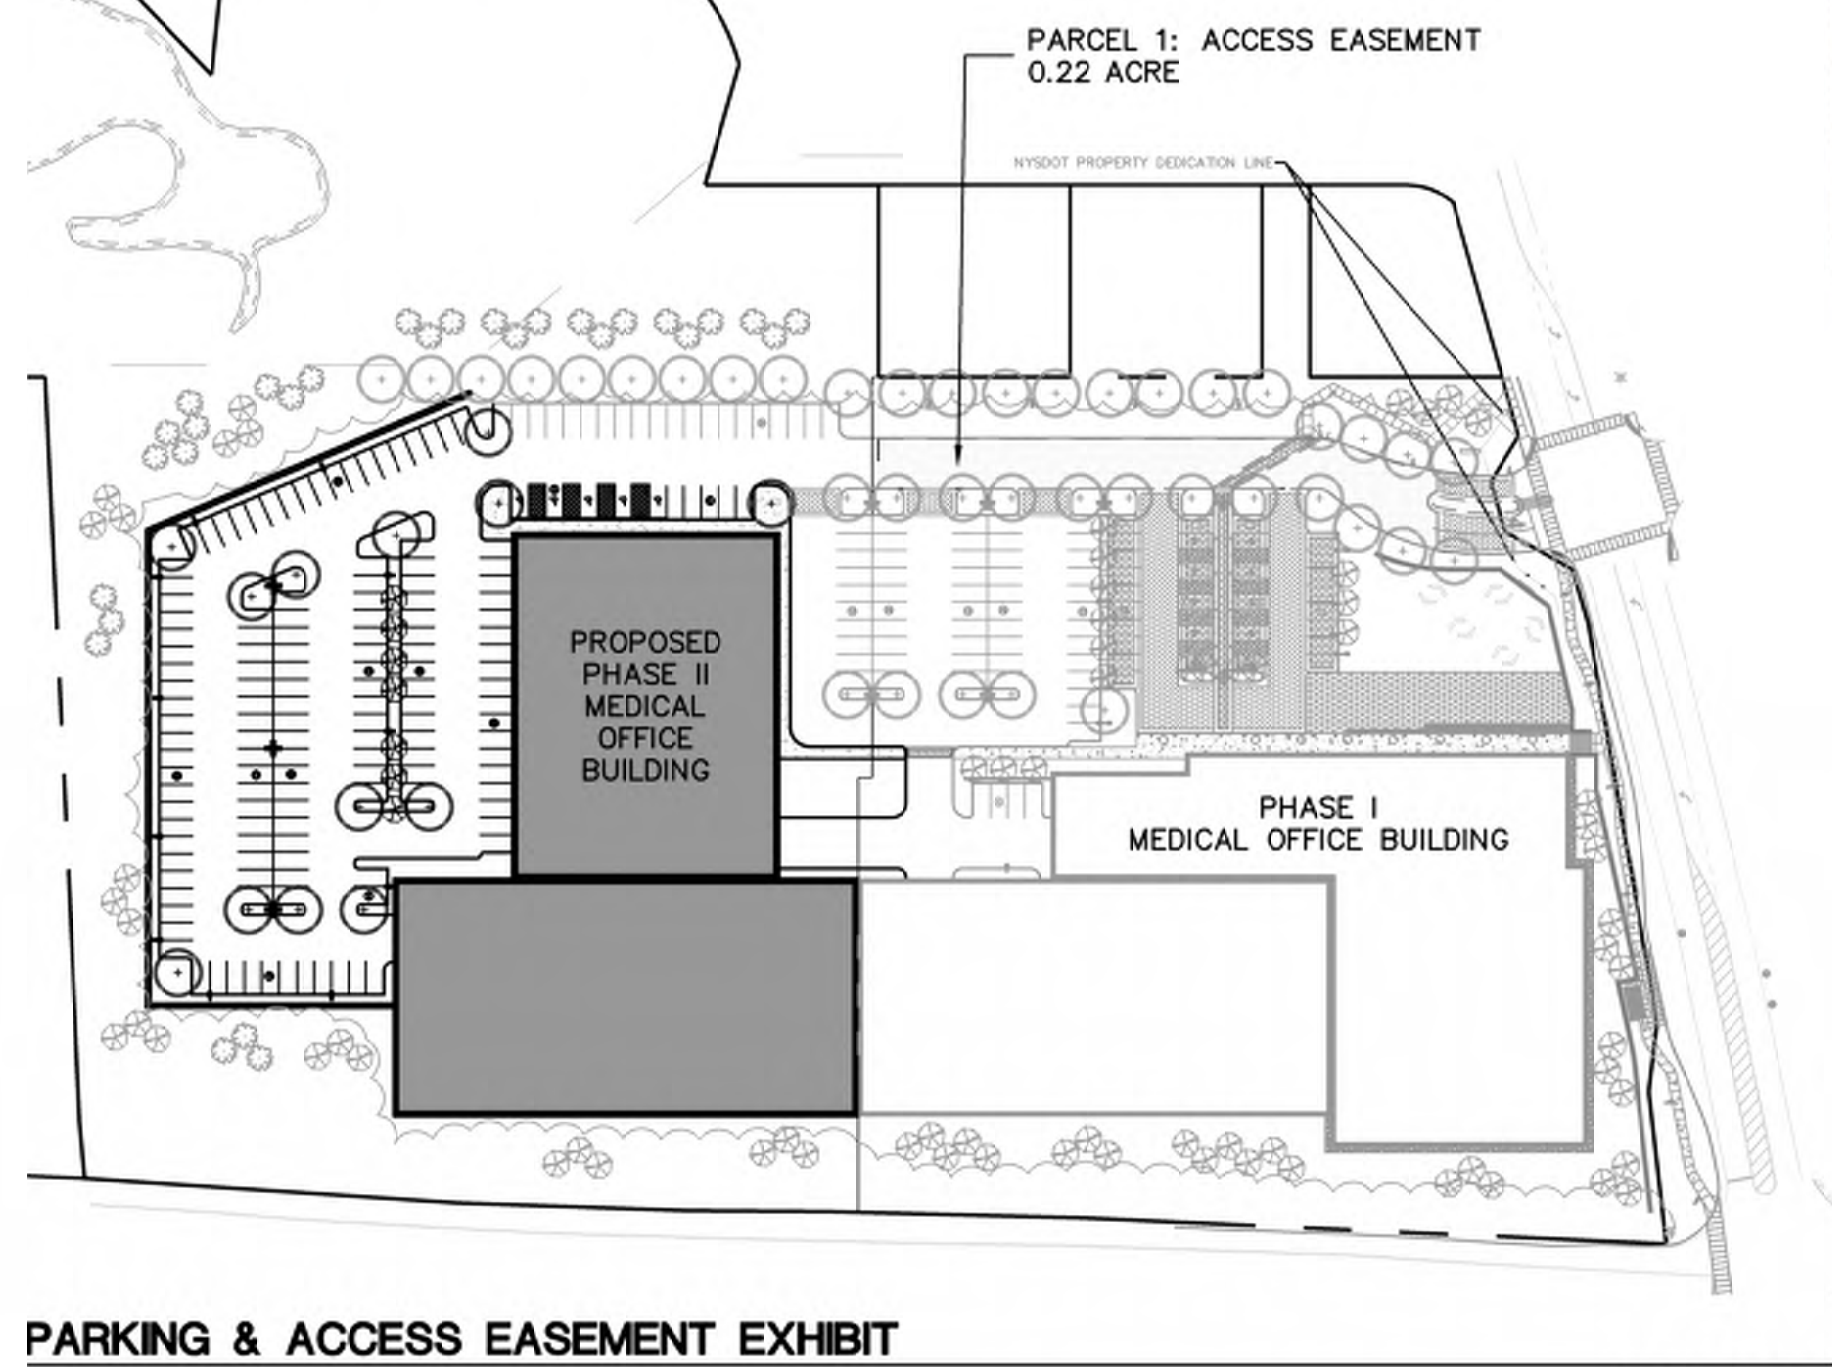 PARCEL 1: ACCESS EASEMENT
0.22 ACRE
NYSDOT PROPERTY DEDICATION LINE
PROPOSED
PHASE II
MEDICAL
OFFICE
BUILDING
PHASE I
MEDICAL OFFICE BUILDING
PARKING & ACCESS EASEMENT EXHIBIT